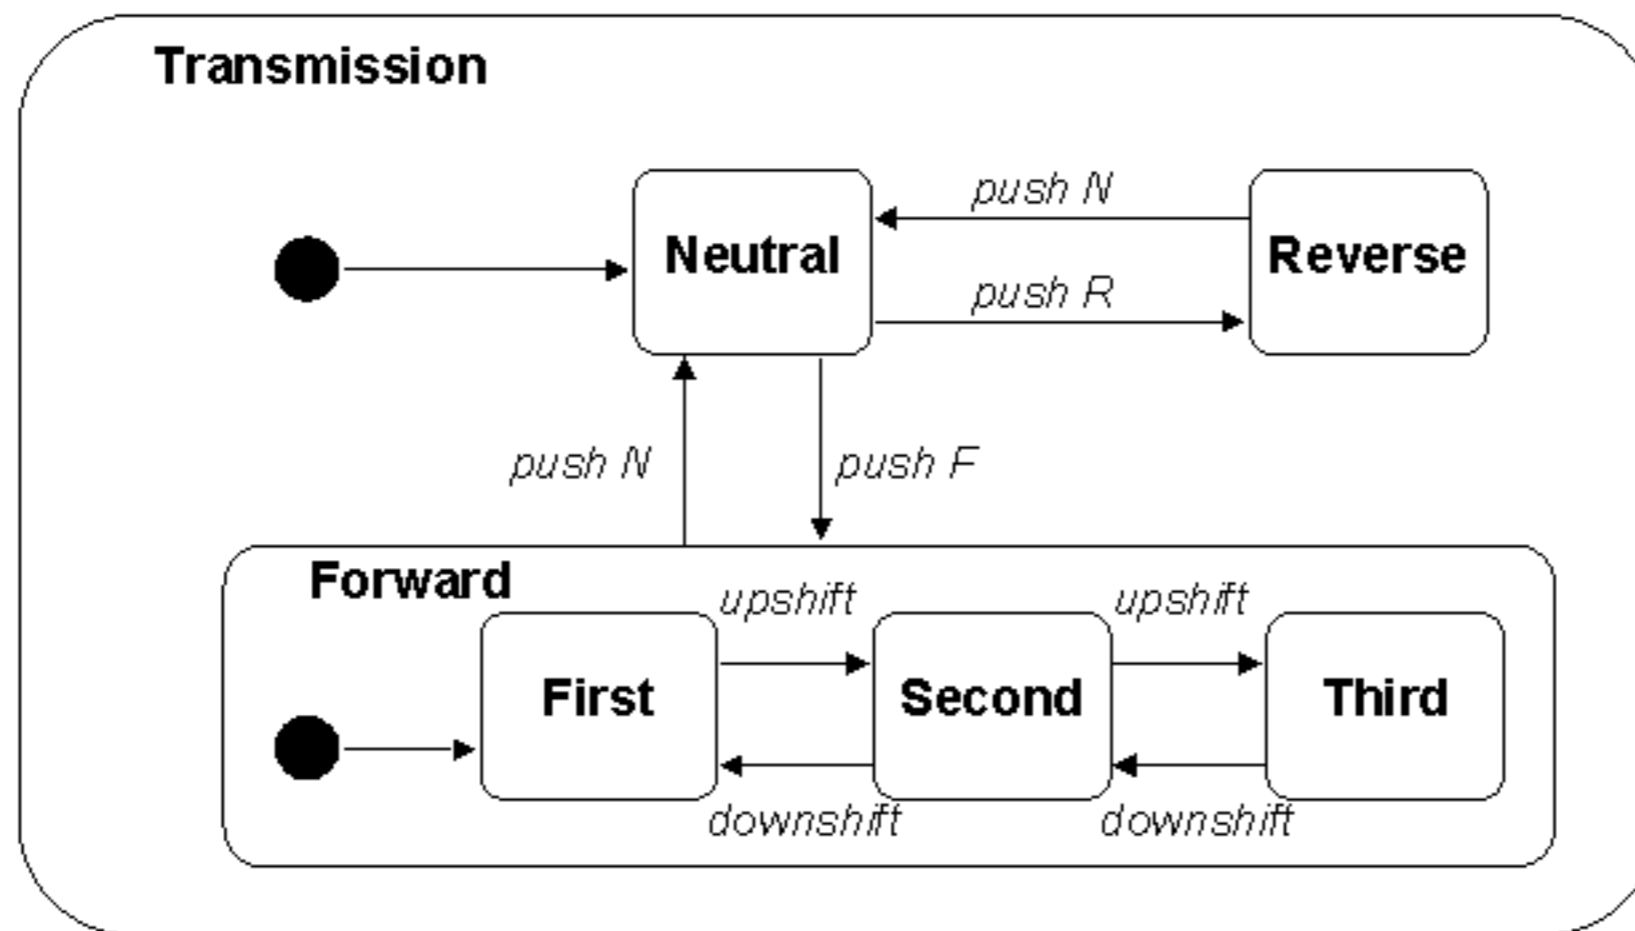 Transmission
push N
Neutral
Reverse
push R
push N
push F
Forward
upshift
upshift
First
Second
Third
downshift
downshift